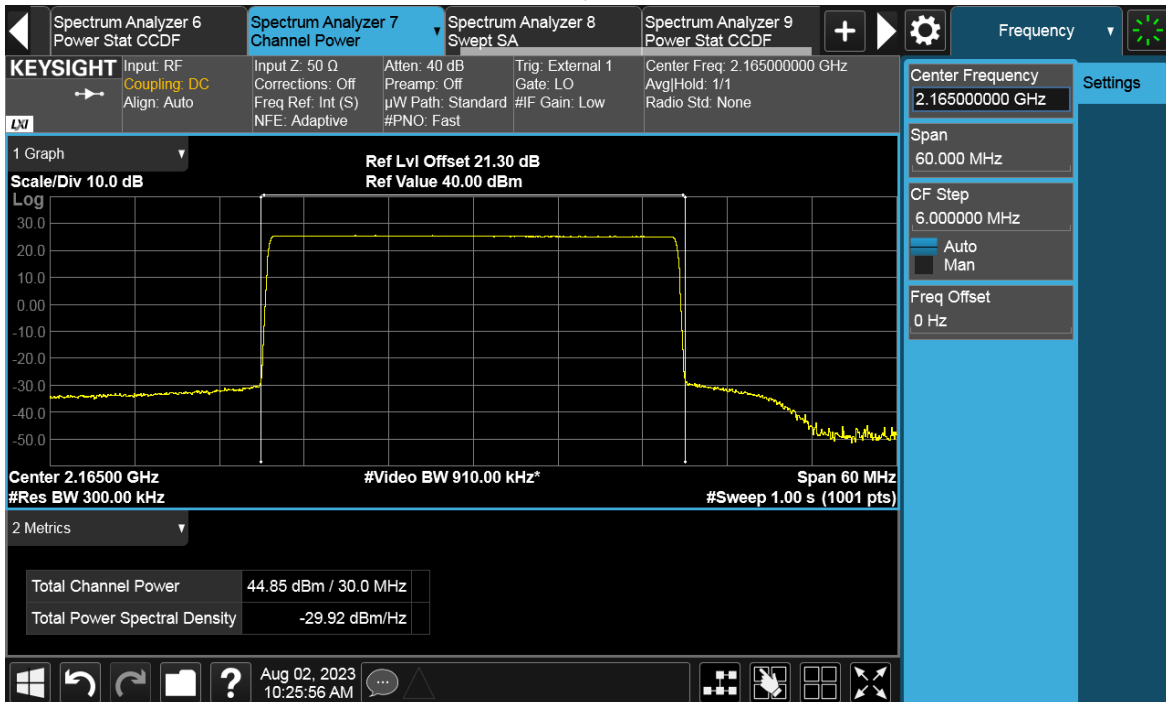 Spectrum Analyzer 6
Power Stat CCDF
Spectrum Analyzer 7
Channel Power
Spectrum Analyzer 8
Swept SA
Spectrum Analyzer 9
Power Stat CCDF
Frequency
KEYSIGHT
LXI
Input: RF
Coupling: DC
Align: Auto
Input Z: 50 Ω
Corrections: Off
Freq Ref: Int (S)
NFE: Adaptive
Atten: 40 dB
Preamp: Off
µW Path: Standard
#PNO: Fast
Trig: External 1
Gate: LO
#IF Gain: Low
Center Freq: 2.165000000 GHz
Avg|Hold: 1/1
Radio Std: None
Center Frequency
2.165000000 GHz
Settings
Span
60.000 MHz
CF Step
6.000000 MHz
Auto
Man
Freq Offset
0 Hz
1 Graph
Ref Lvl Offset 21.30 dB
Scale/Div 10.0 dB
Ref Value 40.00 dBm
Log
30.0
20.0
10.0
0.00
-10.0
-20.0
-30.0
-40.0
-50.0
Center 2.16500 GHz
#Video BW 910.00 kHz*
Span 60 MHz
#Res BW 300.00 kHz
#Sweep 1.00 s (1001 pts)
2 Metrics
Total Channel Power 44.85 dBm / 30.0 MHz
Total Power Spectral Density -29.92 dBm/Hz
?
Aug 02, 2023
10:25:56 AM